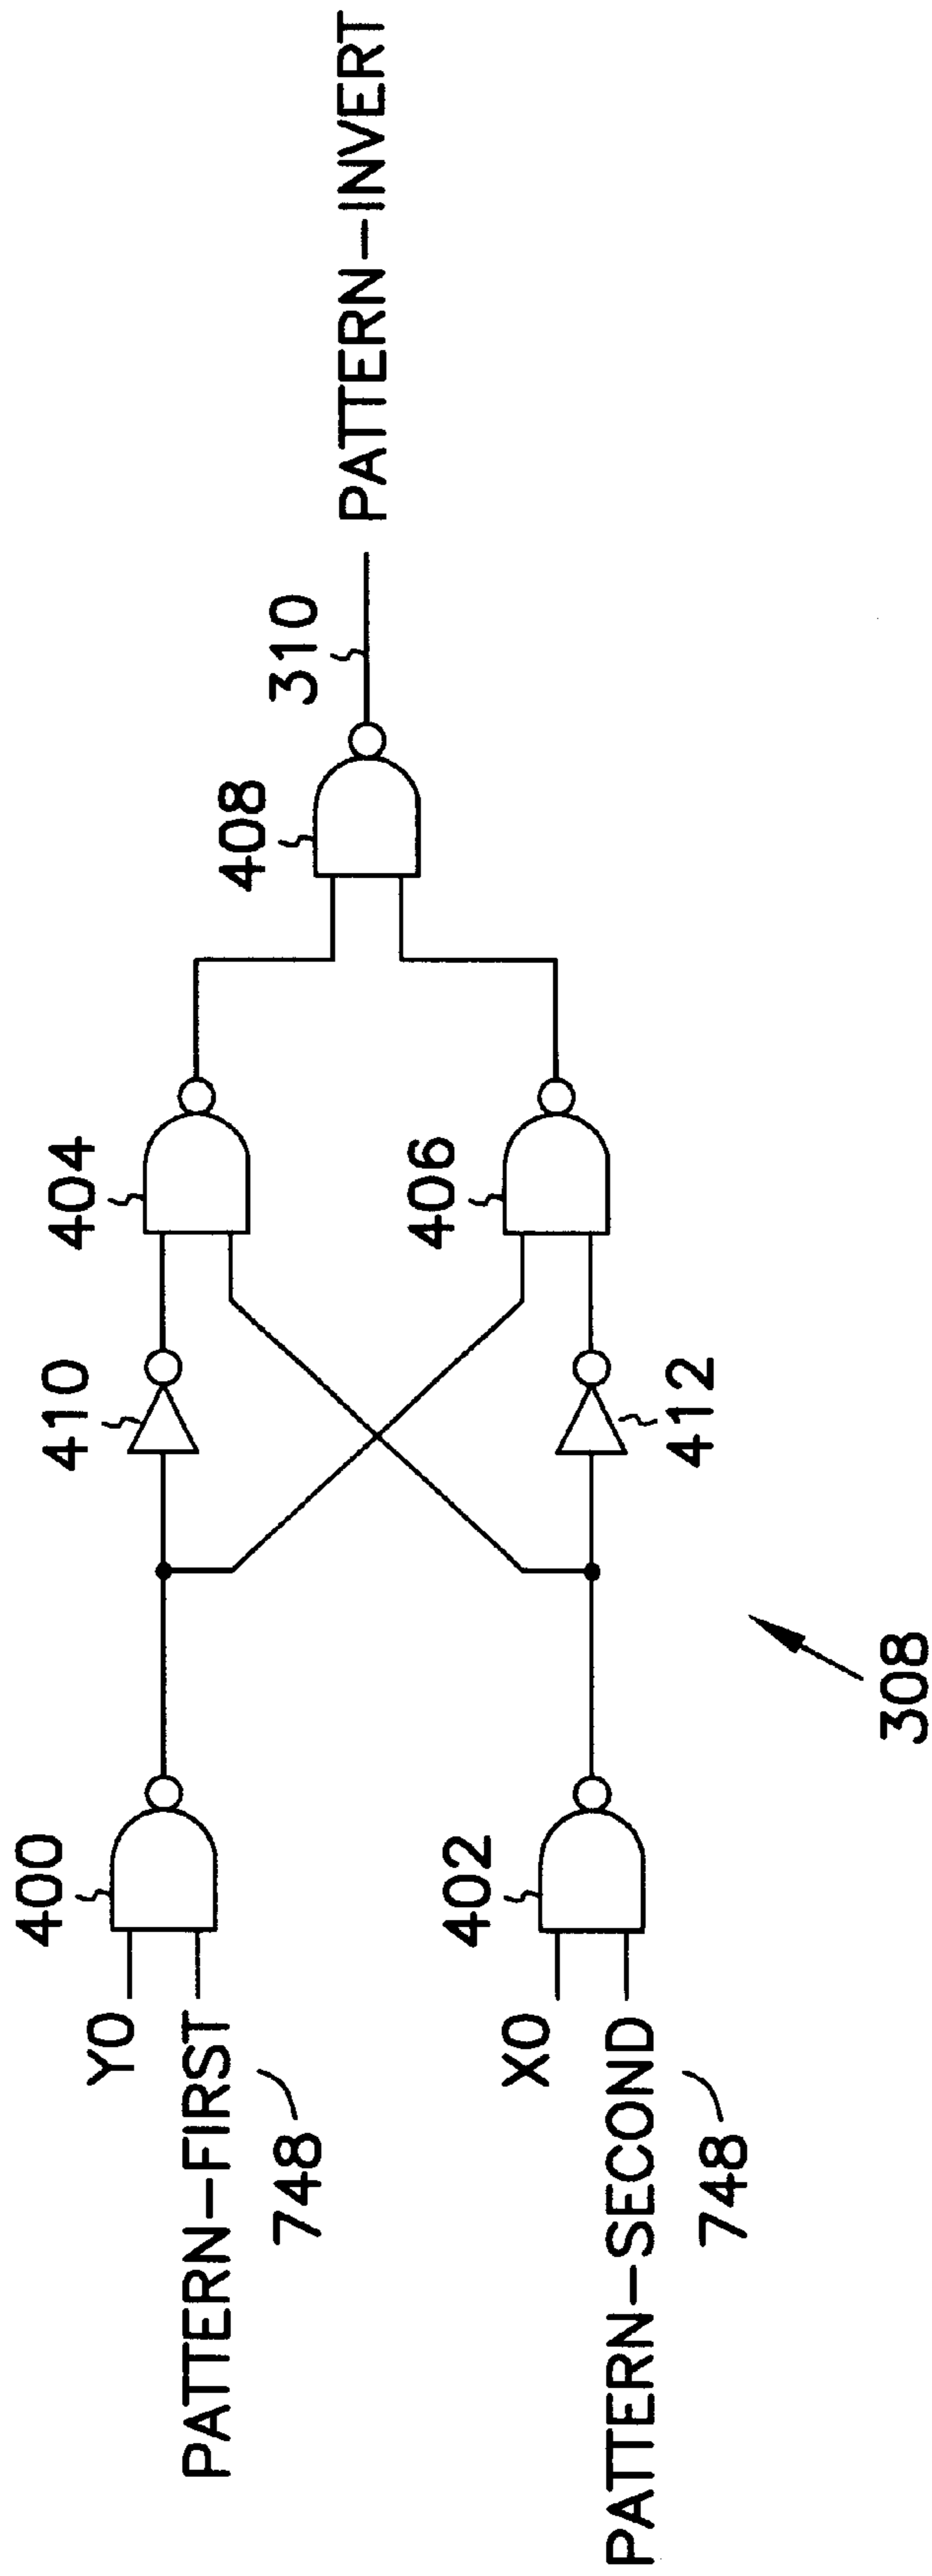 400
Y0
PATTERN-FIRST
748
410
404
408
310
PATTERN-INVERT
402
X0
PATTERN-SECOND
748
406
412
308